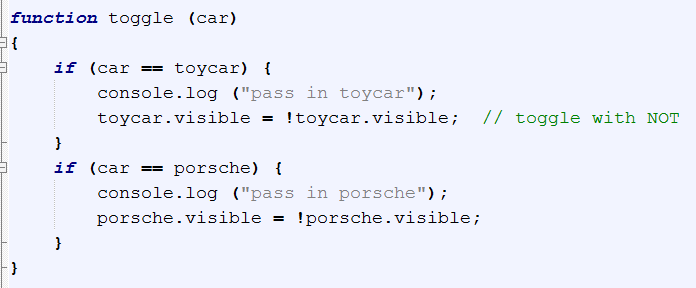 function toggle (car)
{
    if (car == toycar) {
        console.log ("pass in toycar");
        toycar.visible = !toycar.visible;  // toggle with NOT
    }
    if (car == porsche) {
        console.log ("pass in porsche");
        porsche.visible = !porsche.visible;
    }
}